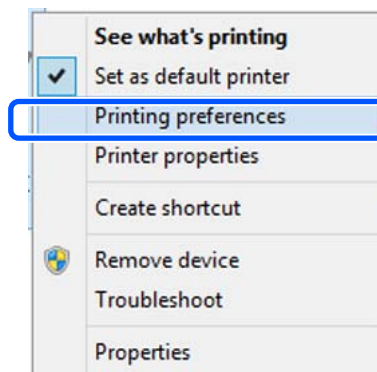 See what's printing
Set as default printer
Printing preferences
Printer properties
Create shortcut
Remove device
Troubleshoot
Properties